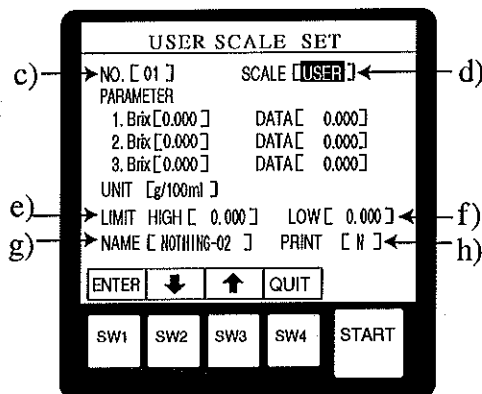 USER SCALE SET
c) NO. [ 01 ] SCALE [USER] d)
PARAMETER
1. Brix[0.000] DATA[ 0.000]
2. Brix[0.000] DATA[ 0.000]
3. Brix[0.000] DATA[ 0.000]
UNIT [g/100ml ]
e) LIMIT HIGH [ 0.000] LOW[ 0.000] f)
g) NAME [ NOTHING-02 ] PRINT [ N ] h)
ENTER QUIT
SW1 SW2 SW3 SW4 START